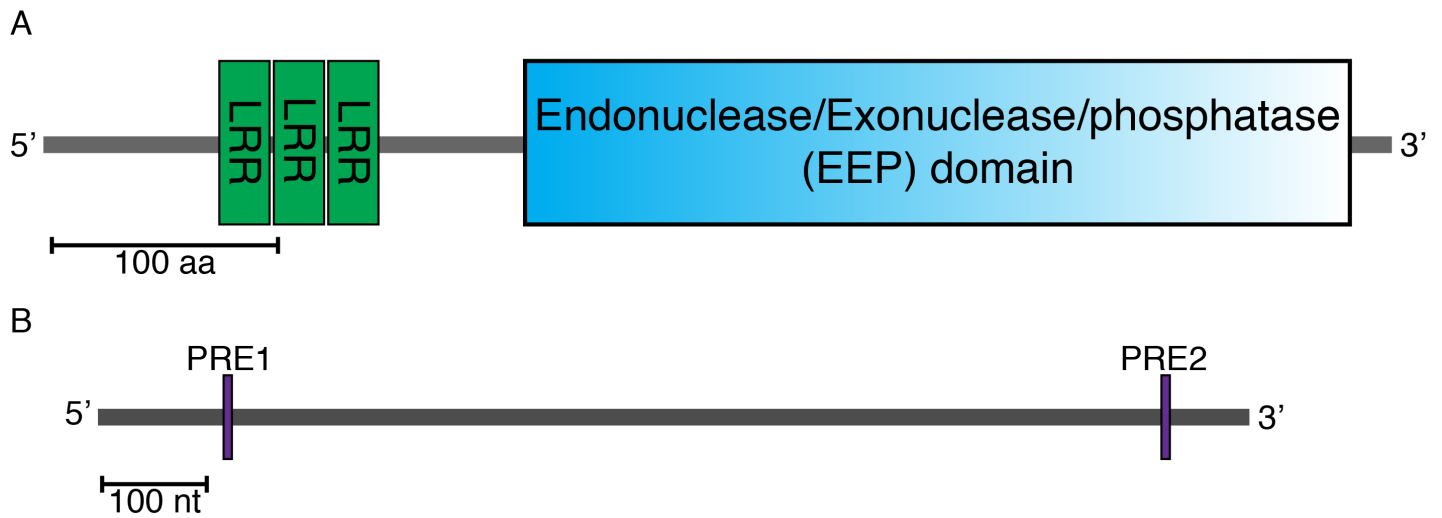 A
5’
LRR
LRR
LRR
Endonuclease/Exonuclease/phosphatase
(EEP) domain
3’
100 aa
B
PRE1
PRE2
5’
3’
100 nt